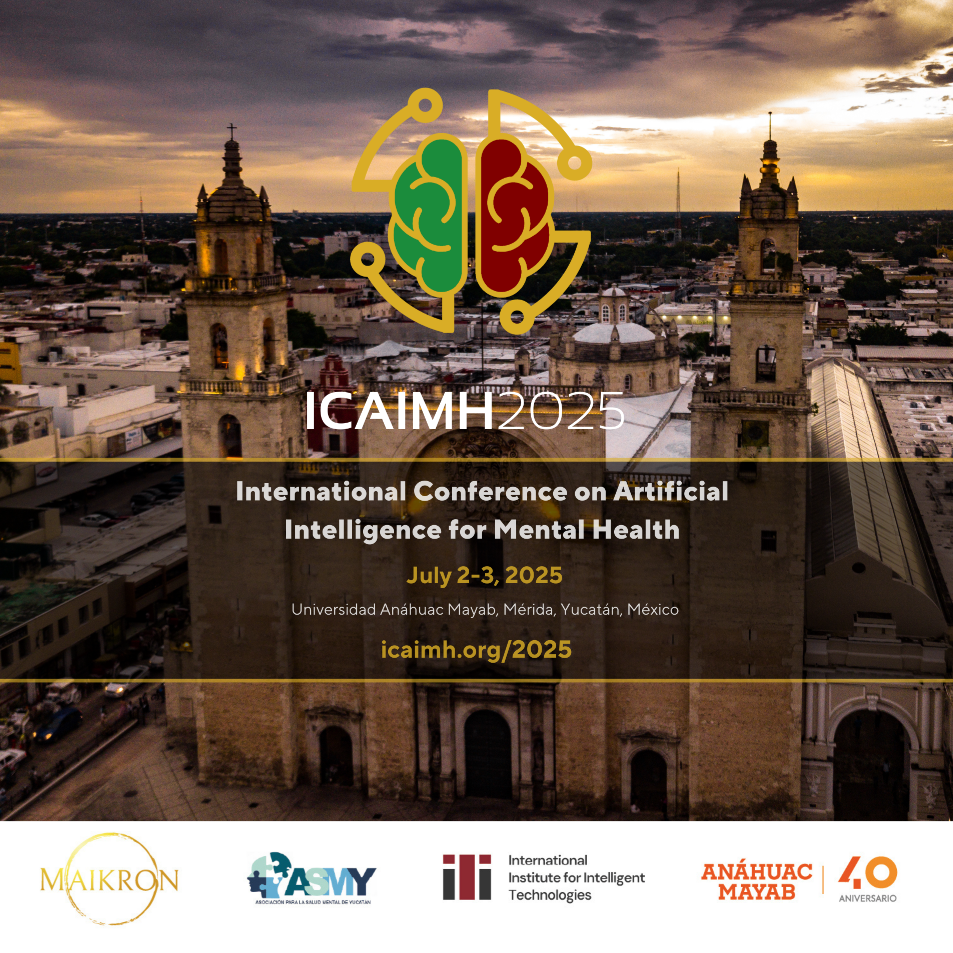 ICAIMH2025
International Conference on Artificial
Intelligence for Mental Health
July 2-3, 2025
Universidad Anáhuac Mayab, Mérida, Yucatán, México
icaimh.org/2025
MAIKRON
ASMY
ASOCIACIÓN PARA LA SALUD MENTAL DE YUCATÁN
iti
International
Institute for Intelligent
Technologies
ANÁHUAC
MAYAB
40
ANIVERSARIO